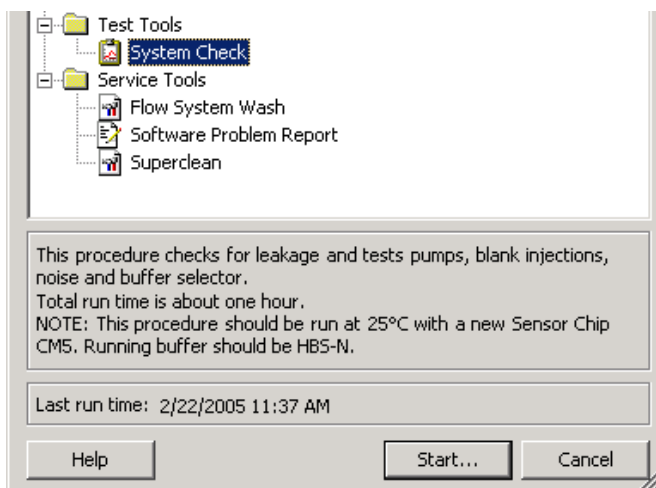 Test Tools
System Check
Service Tools
Flow System Wash
Software Problem Report
Superclean
This procedure checks for leakage and tests pumps, blank injections,
noise and buffer selector.
Total run time is about one hour.
NOTE: This procedure should be run at 25°C with a new Sensor Chip
CM5. Running buffer should be HBS-N.
Last run time: 2/22/2005 11:37 AM
Help Start... Cancel